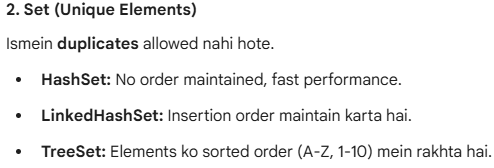 2. Set (Unique Elements)
Ismein duplicates allowed nahi hote.
• HashSet: No order maintained, fast performance.
• LinkedHashSet: Insertion order maintain karta hai.
• TreeSet: Elements ko sorted order (A-Z, 1-10) mein rakhta hai.